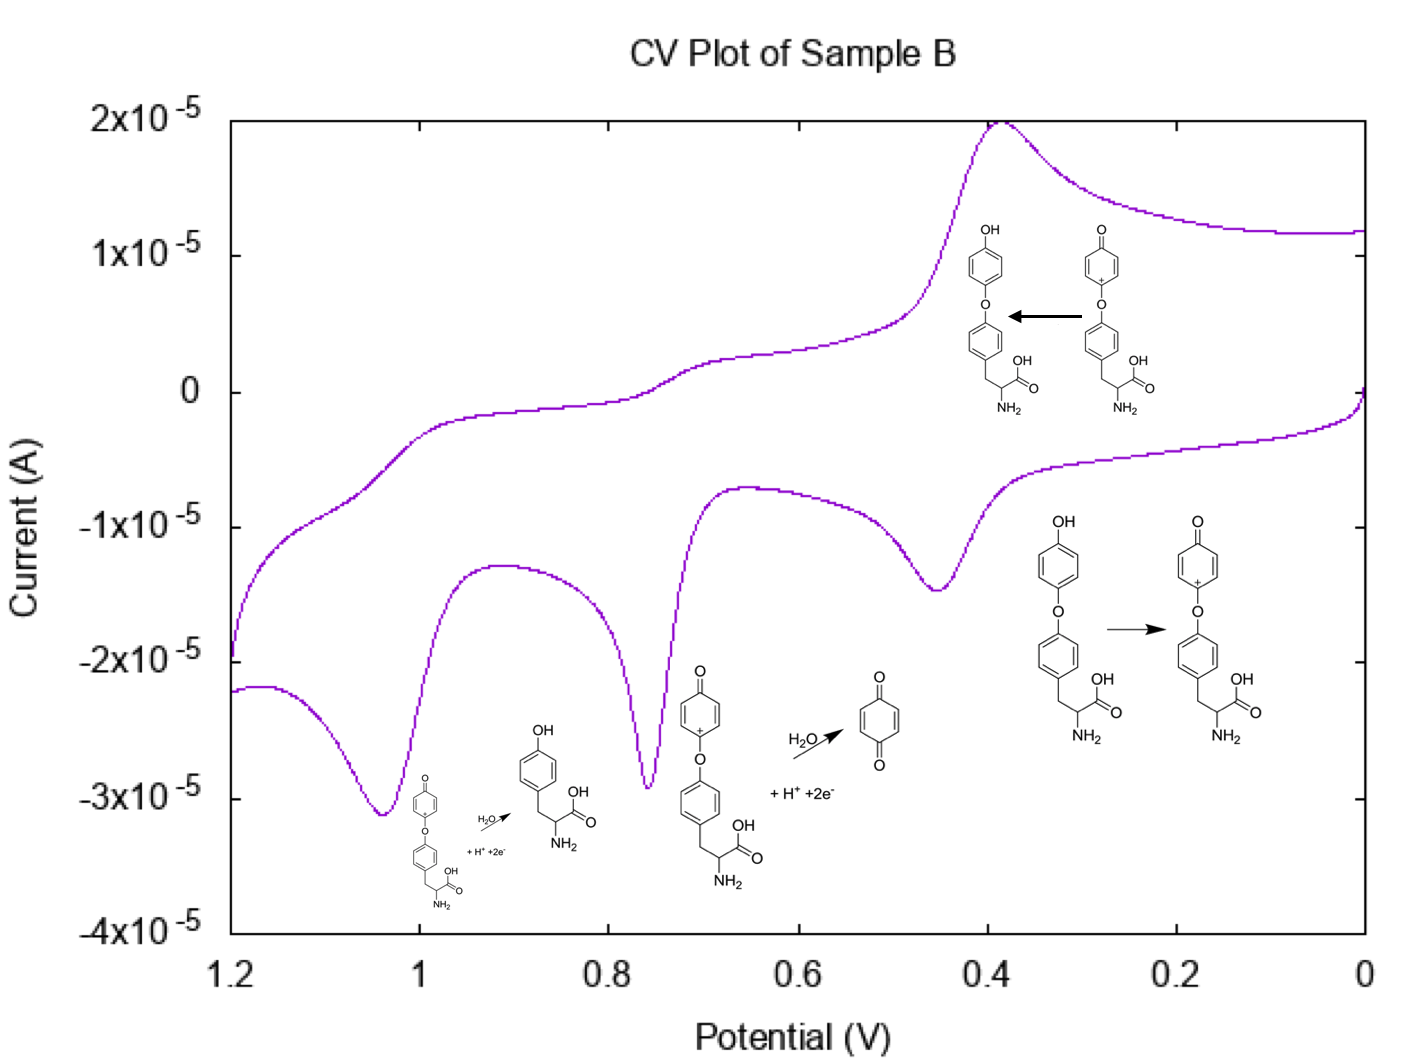 CV Plot of Sample B
2x10 -5
1x10 -5
0
-1x10 -5
-2x10 -5
-3x10 -5
-4x10 -5
Current (A)
1.2 1 0.8 0.6 0.4 0.2 0
Potential (V)
OH
O
OH
O
NH2
O
+
O
OH
O
NH2
OH
O
OH
O
NH2
O
+
O
OH
O
NH2
O
+
O
OH
O
NH2
H2O
+ H+ +2e-
O
O
O
+
O
OH
O
NH2
H2O
+ H+ +2e-
OH
OH
O
NH2